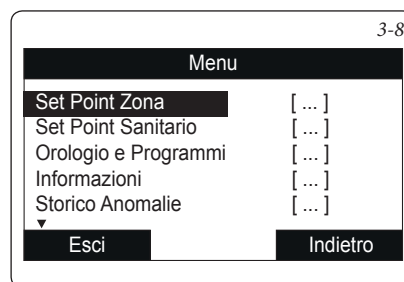 3-8
Menu
Set Point Zona [ ... ]
Set Point Sanitario [ ... ]
Orologio e Programmi [ ... ]
Informazioni [ ... ]
Storico Anomalie [ ... ]
▼
Esci Indietro